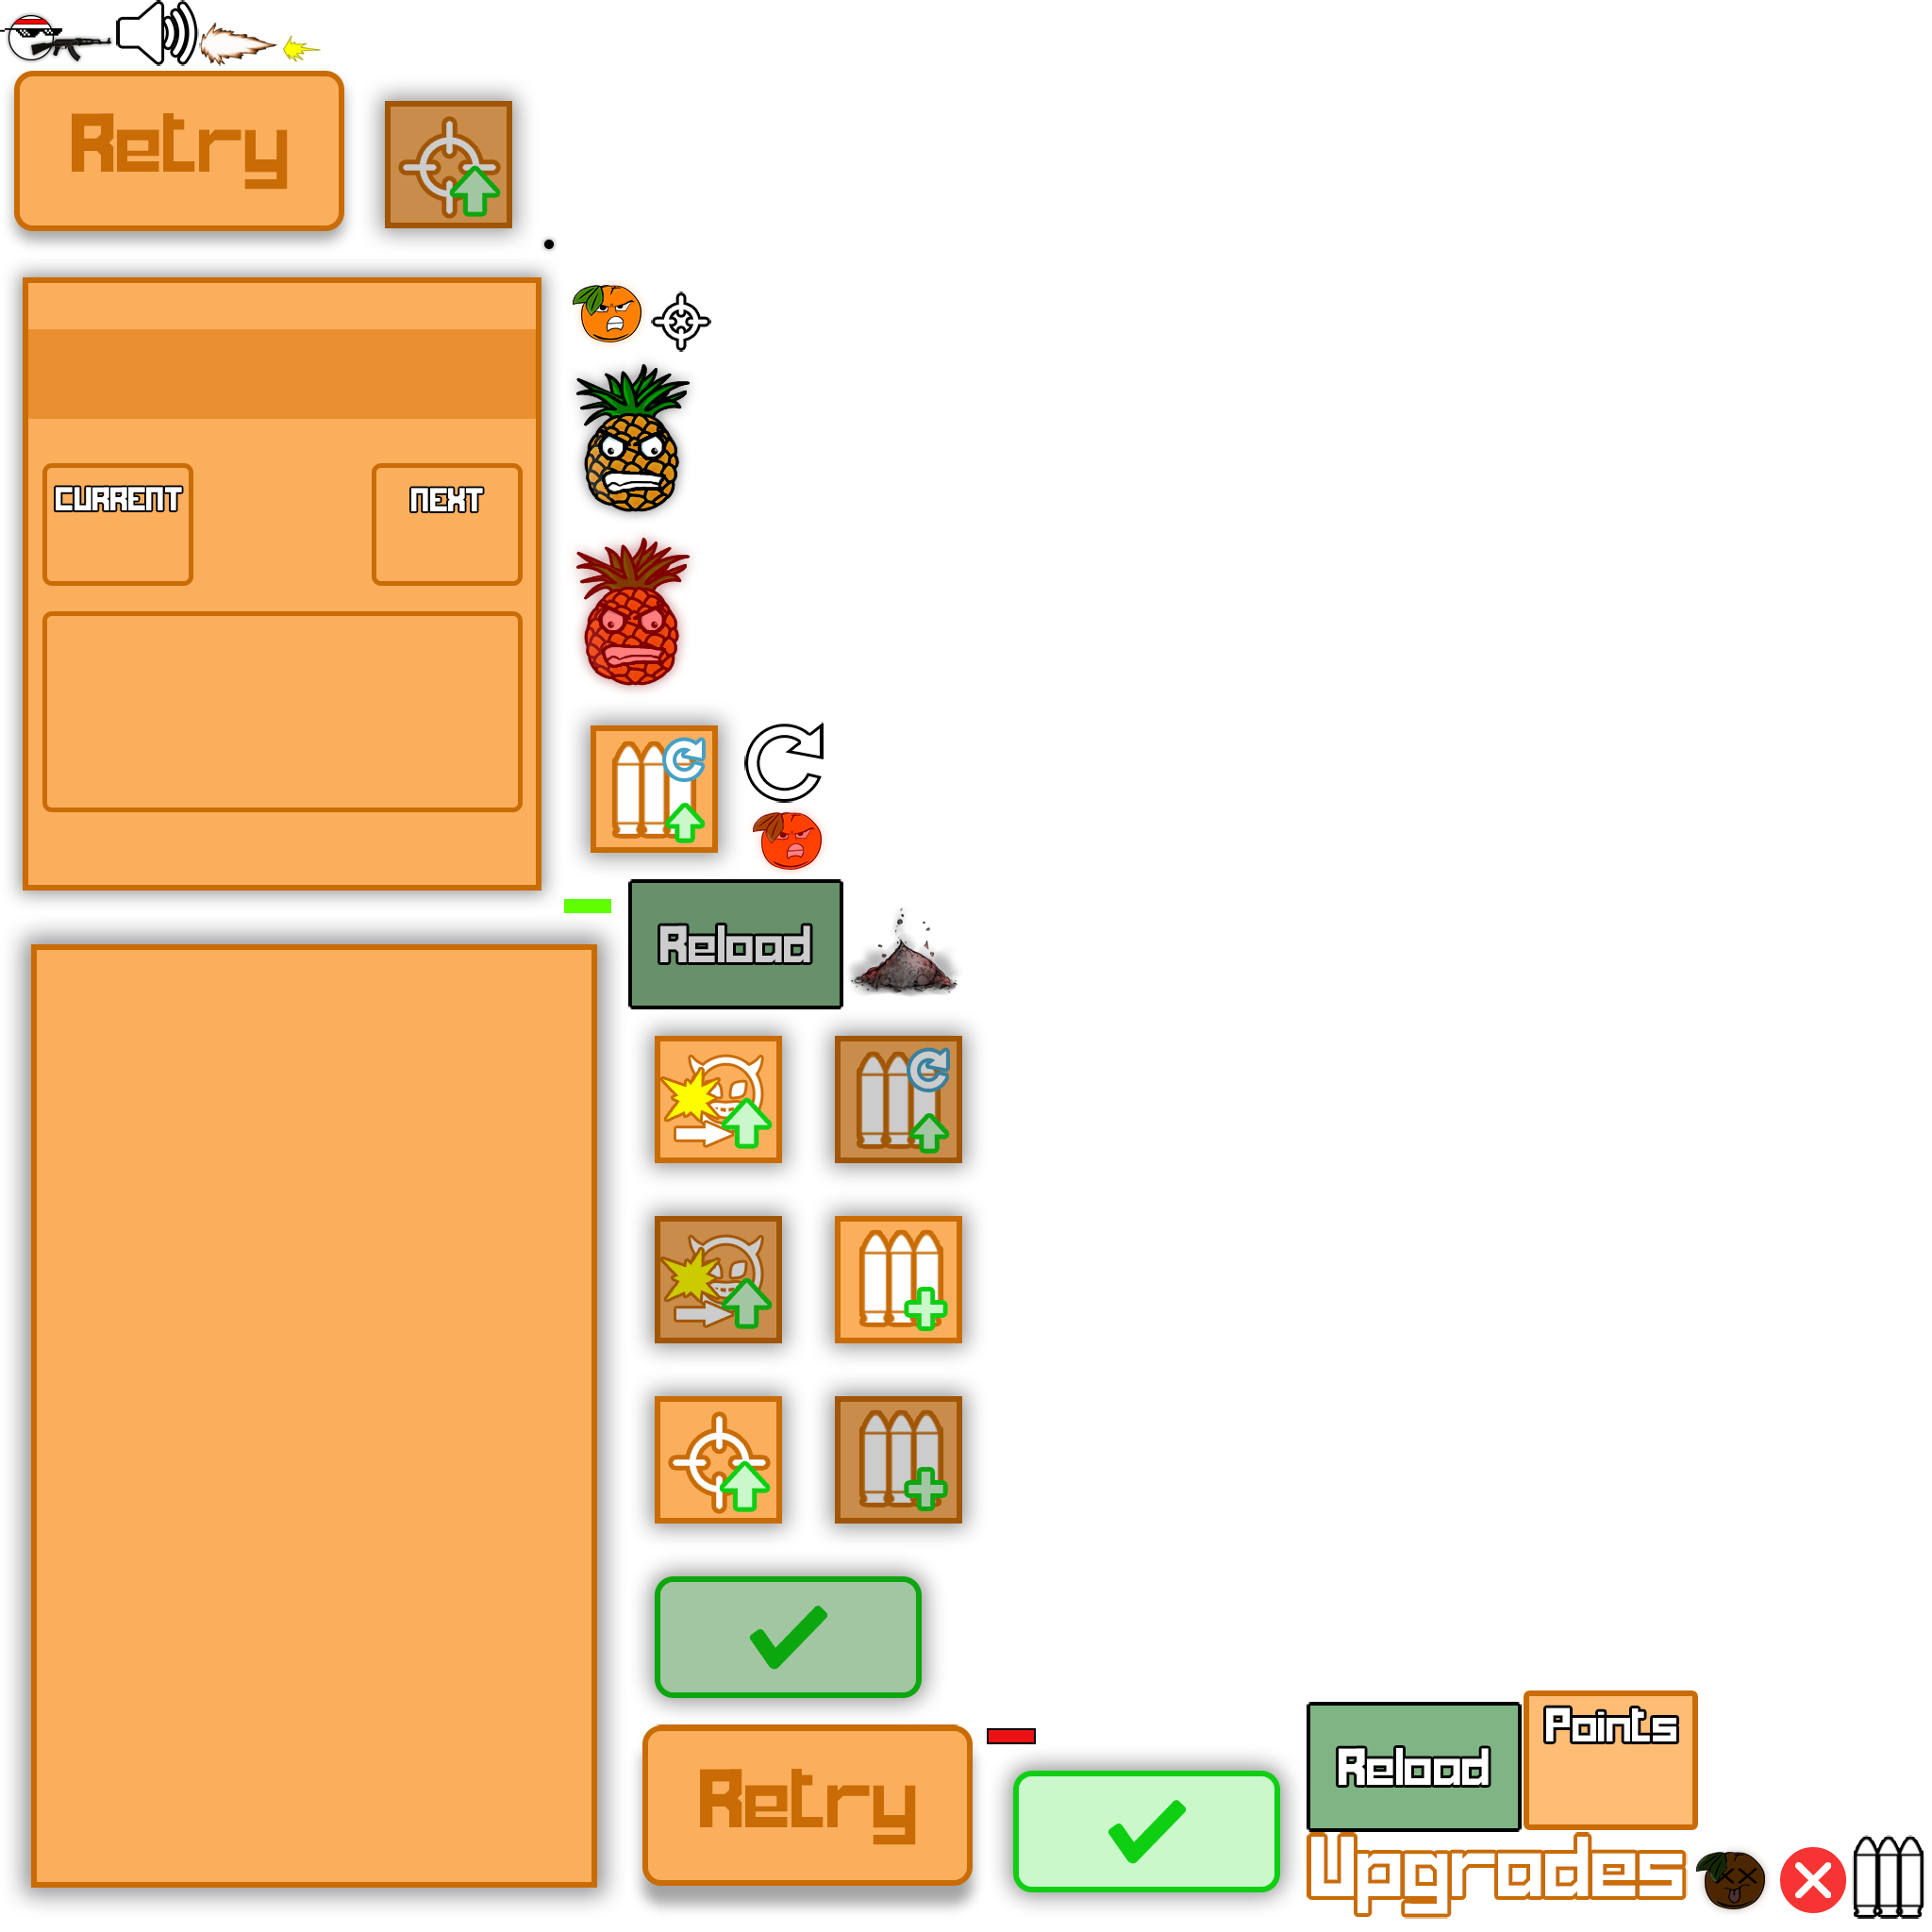 Retry
CURRENT
NEXT
Reload
Retry
Reload
Points
Upgrades